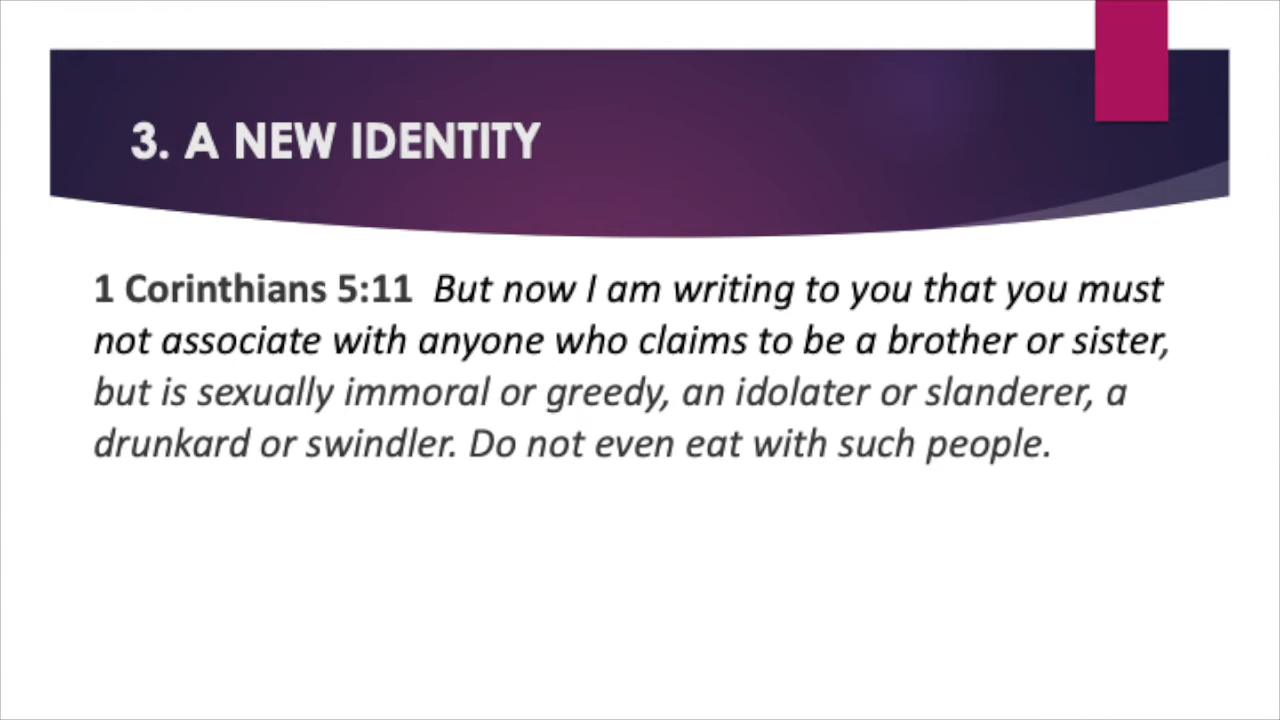 3. A NEW IDENTITY
1 Corinthians 5:11 But now I am writing to you that you must
not associate with anyone who claims to be a brother or sister,
but is sexually immoral or greedy, an idolater or slanderer, a
drunkard or swindler. Do not even eat with such people.